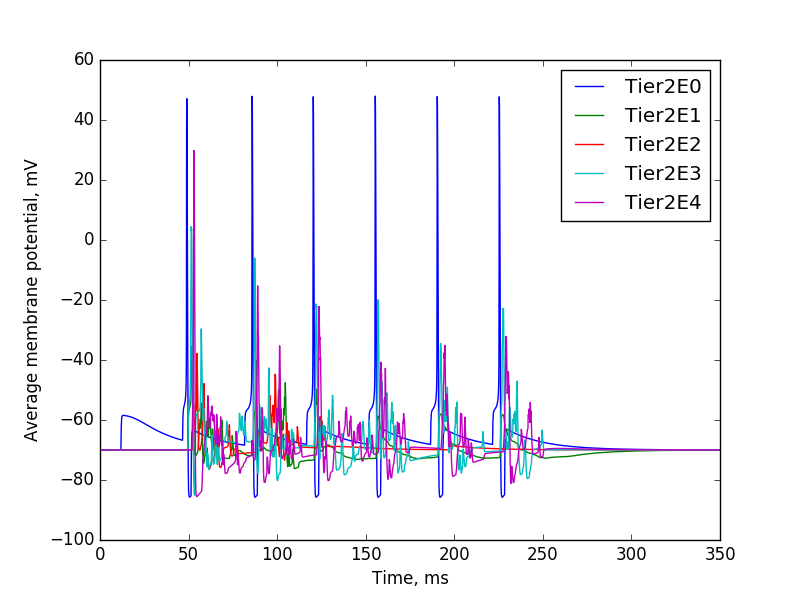 60
40
20
0
−20
−40
−60
−80
−100
0
50
100
150
200
250
300
350
Time, ms
Average membrane potential, mV
Tier2E0
Tier2E1
Tier2E2
Tier2E3
Tier2E4